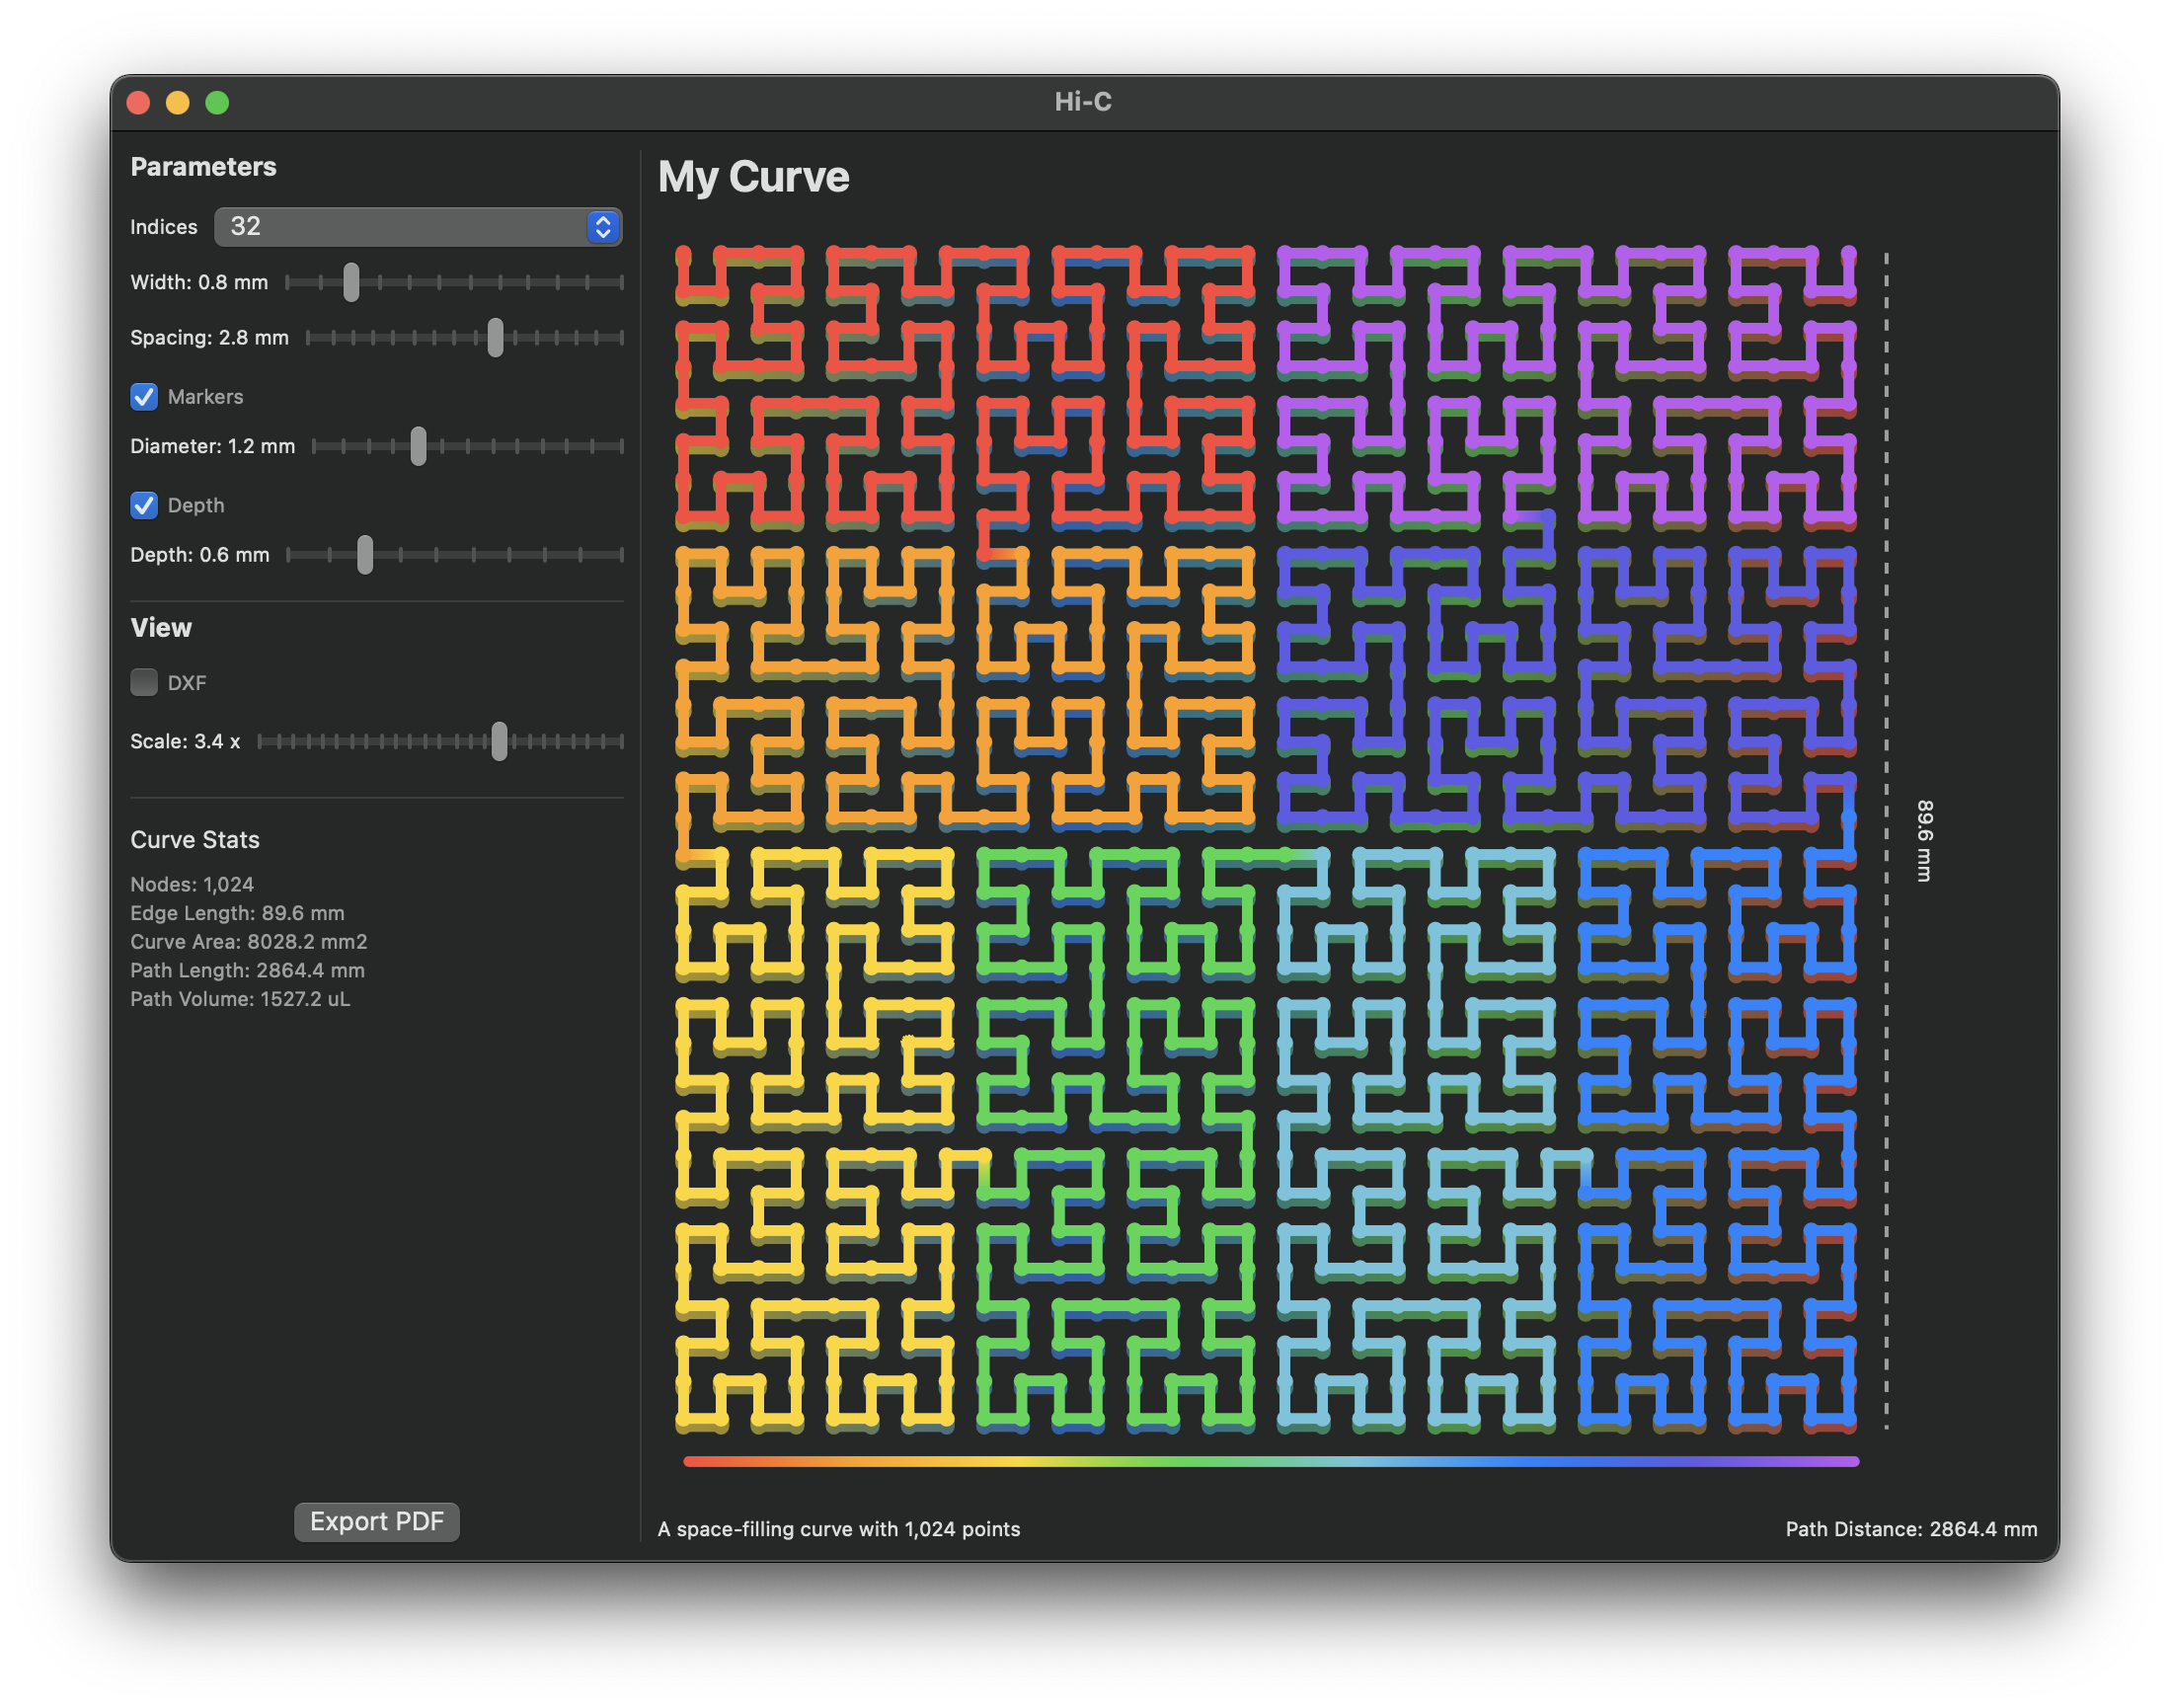 Hi-C
Parameters
Indices 32
Width: 0.8 mm
Spacing: 2.8 mm
Markers
Diameter: 1.2 mm
Depth
Depth: 0.6 mm
View
DXF
Scale: 3.4 x
Curve Stats
Nodes: 1,024
Edge Length: 89.6 mm
Curve Area: 8028.2 mm2
Path Length: 2864.4 mm
Path Volume: 1527.2 uL
Export PDF
My Curve
89.6 mm
A space-filling curve with 1,024 points
Path Distance: 2864.4 mm